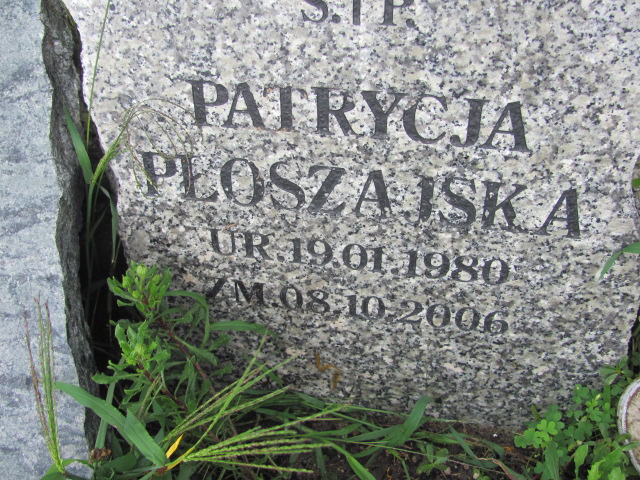 Ś.†P.
PATRYCJA
PŁOSZAJSKA
UR.19.01.1980
ZM.08.10.2006